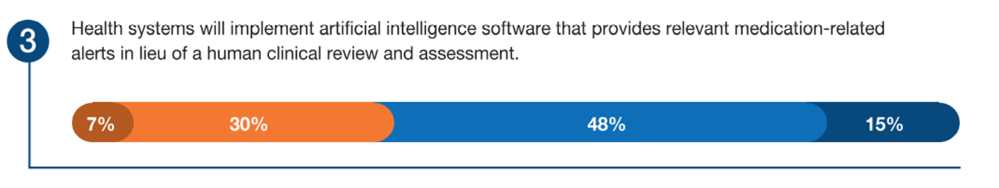 3
Health systems will implement artificial intelligence software that provides relevant medication-related
alerts in lieu of a human clinical review and assessment.
7% 30% 48% 15%